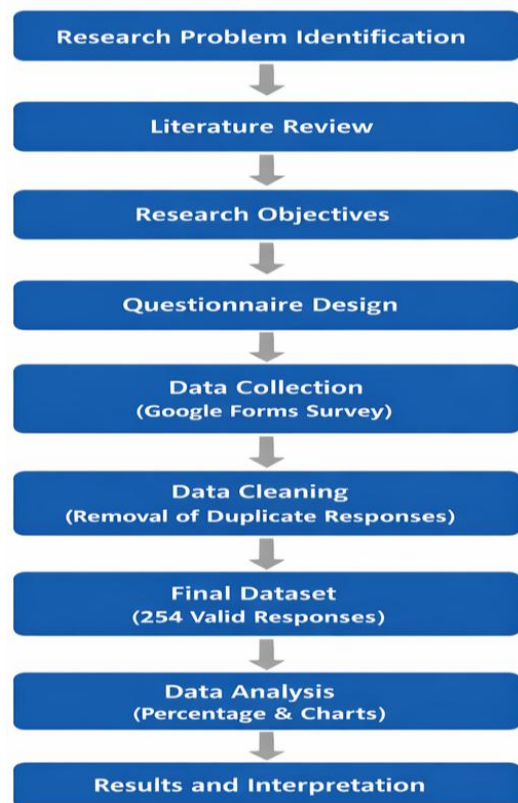 Research Problem Identification
Literature Review
Research Objectives
Questionnaire Design
Data Collection
(Google Forms Survey)
Data Cleaning
(Removal of Duplicate Responses)
Final Dataset
(254 Valid Responses)
Data Analysis
(Percentage & Charts)
Results and Interpretation